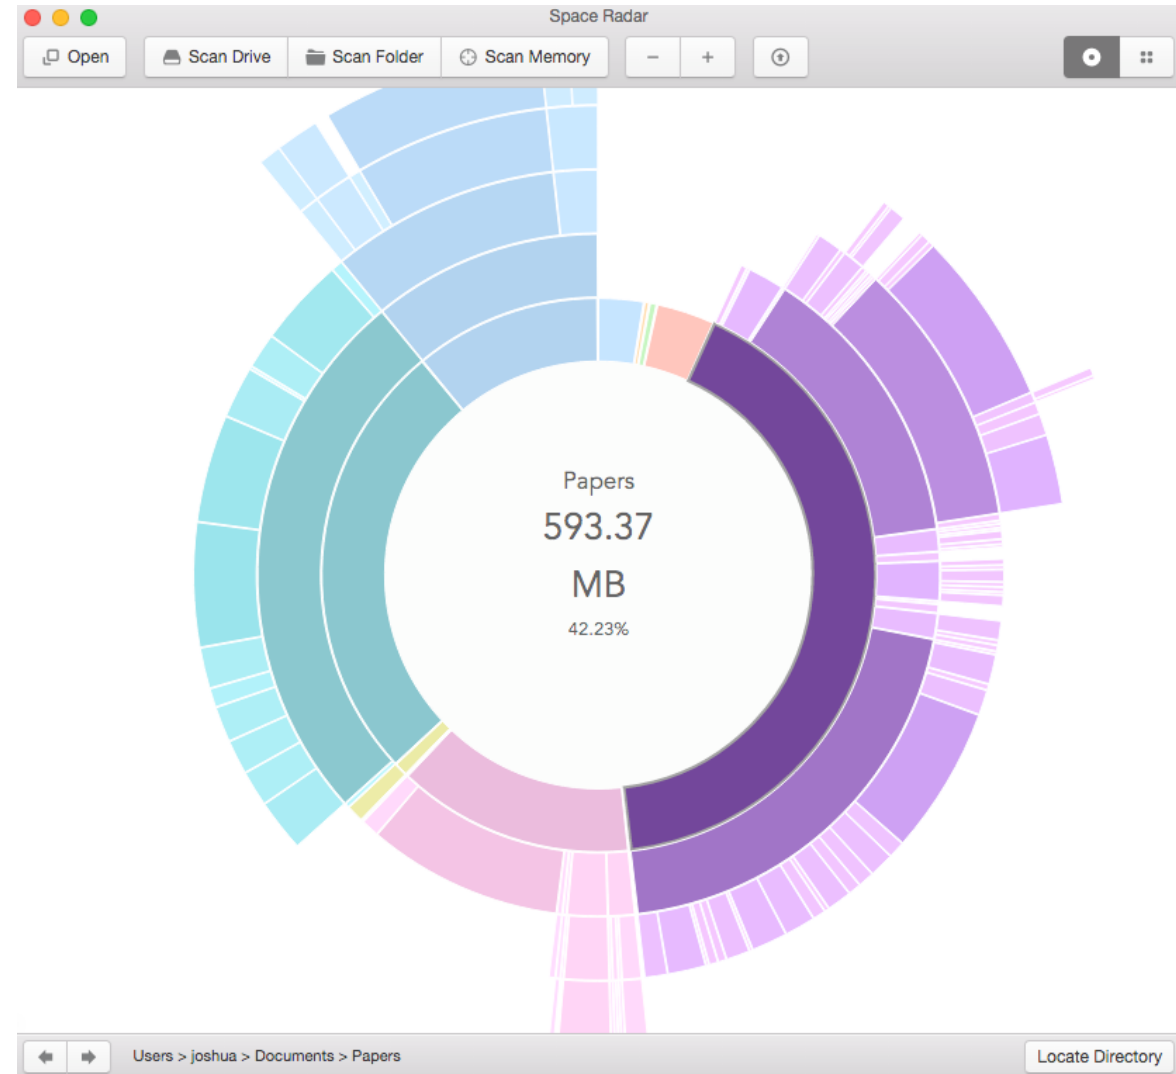 Space Radar
Open Scan Drive Scan Folder Scan Memory − +
Papers
593.37
MB
42.23%
Users > joshua > Documents > Papers
Locate Directory